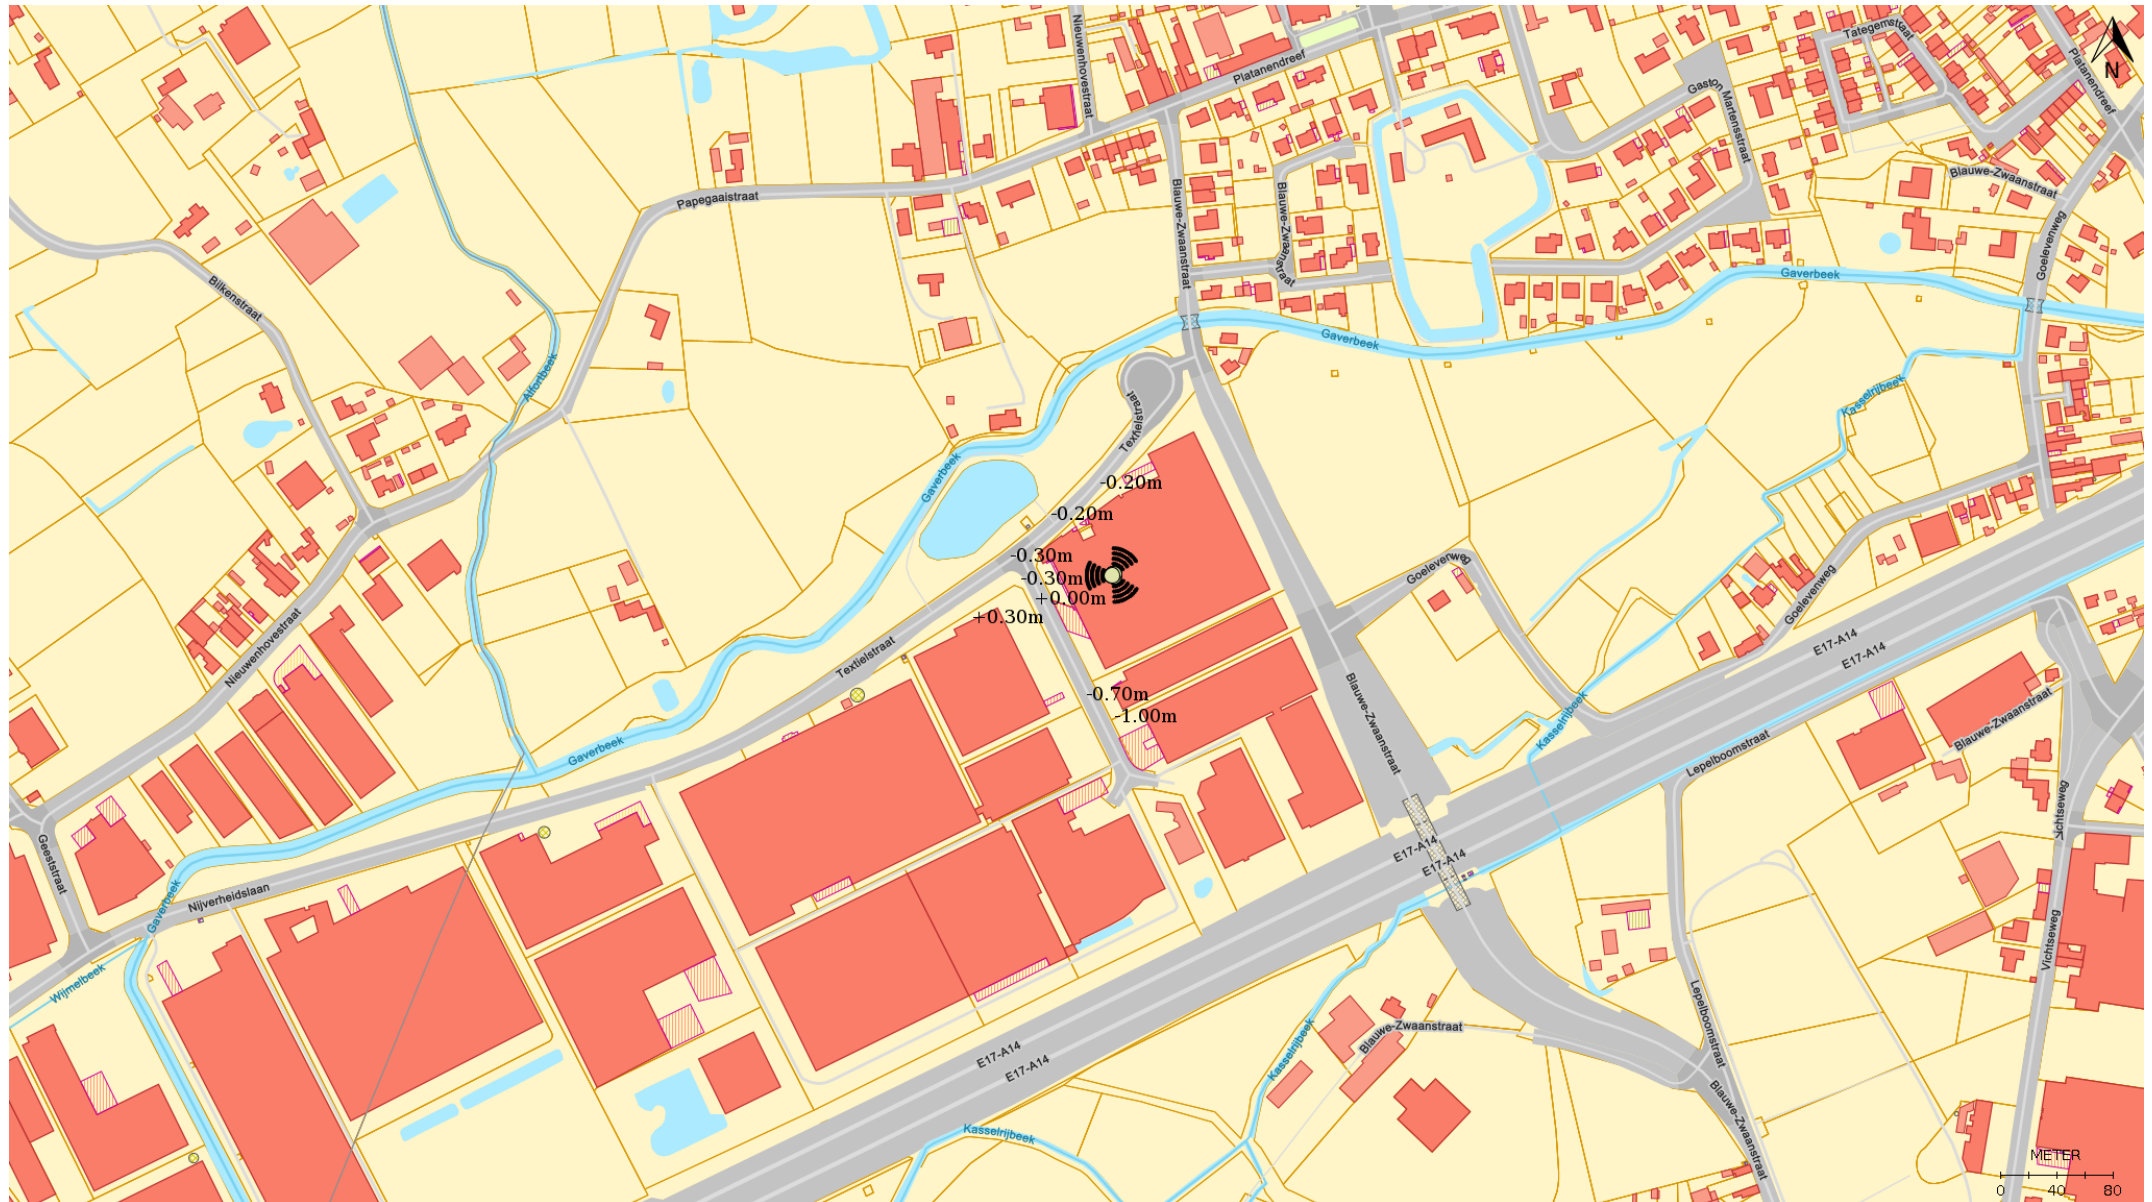 Nieuwenhovestraat
Platanendreef
Tategemstraat
Platanendreef
N
Gaston Martensstraat
Papegaaistraat
Blauwe-Zwaanstraat
Blauwe-Zwaanstraat
Blauwe-Zwaanstraat
Goelevenweg
Bilkenstraat
Gaverbeek
Gaverbeek
Alfortbeek
Kasselrijbeek
Textielstraat
Gaverbeek
-0.20m
-0.20m
-0.30m
-0.30m
+0.00m
+0.30m
Goelevenweg
Goelevenweg
Nieuwenhovestraat
Textielstraat
E17-A14
E17-A14
-0.70m
-1.00m
Blauwe-Zwaanstraat
Kasselrijbeek
Blauwe-Zwaanstraat
Gaverbeek
Lepelboomstraat
Vichtseweg
Geeststraat
E17-A14
E17-A14
Nijverheidslaan
Gaverbeek
Vichtseweg
Wijmelbeek
Lepelboomstraat
Blauwe-Zwaanstraat
Kasselrijbeek
E17-A14
E17-A14
Blauwe-Zwaanstraat
Kasselrijbeek
METER
0 40 80